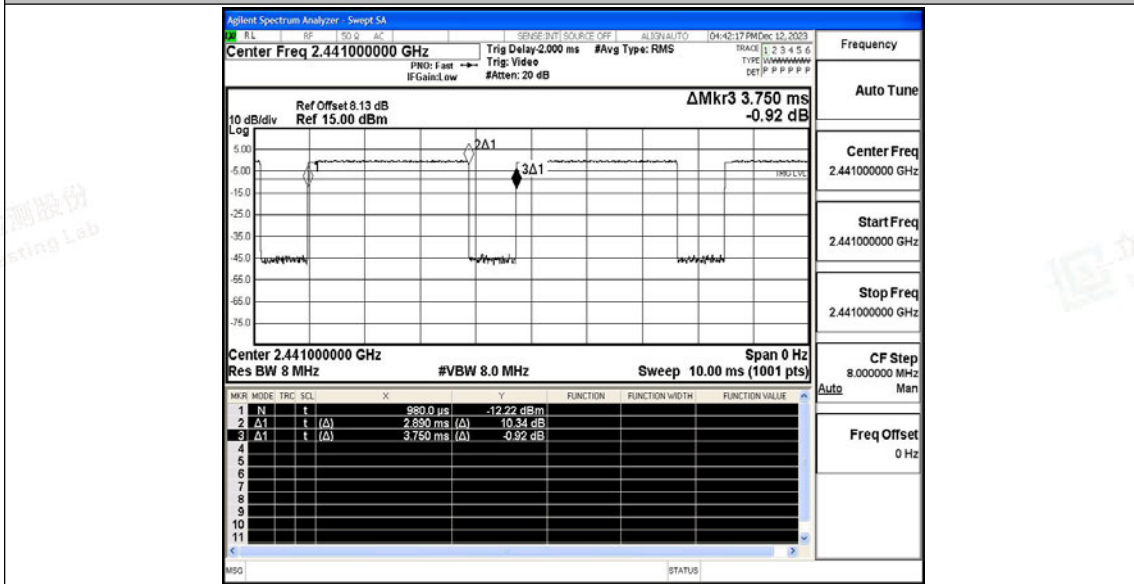 Agilent Spectrum Analyzer - Swept SA
RL RF 50 Ω AC SENSE:INT SOURCE OFF ALIGN AUTO 04:42:17 PM Dec 12, 2023
Center Freq 2.441000000 GHz
Trig Delay-2.000 ms #Avg Type: RMS
TRACE 1 2 3 4 5 6
PNO: Fast Trig: Video
TYPE WWWWWW
IFGain:Low #Atten: 20 dB
DET P P P P P P
Frequency
Auto Tune
Center Freq
2.441000000 GHz
Start Freq
2.441000000 GHz
Stop Freq
2.441000000 GHz
CF Step
8.000000 MHz
Auto Man
Freq Offset
0 Hz
ΔMkr3 3.750 ms
-0.92 dB
Ref Offset 8.13 dB
10 dB/div Ref 15.00 dBm
Log
5.00
-5.00
-15.0
-25.0
-35.0
-45.0
-55.0
-65.0
-75.0
1
2Δ1
3Δ1
TRIG LVL
Center 2.441000000 GHz Span 0 Hz
Res BW 8 MHz #VBW 8.0 MHz Sweep 10.00 ms (1001 pts)
MKR MODE TRC SCL X Y FUNCTION FUNCTION WIDTH FUNCTION VALUE
1 N t 980.0 µs -12.22 dBm
2 Δ1 t (Δ) 2.890 ms (Δ) 10.34 dB
3 Δ1 t (Δ) 3.750 ms (Δ) -0.92 dB
4
5
6
7
8
9
10
11
MSG STATUS
测股份
sting Lab